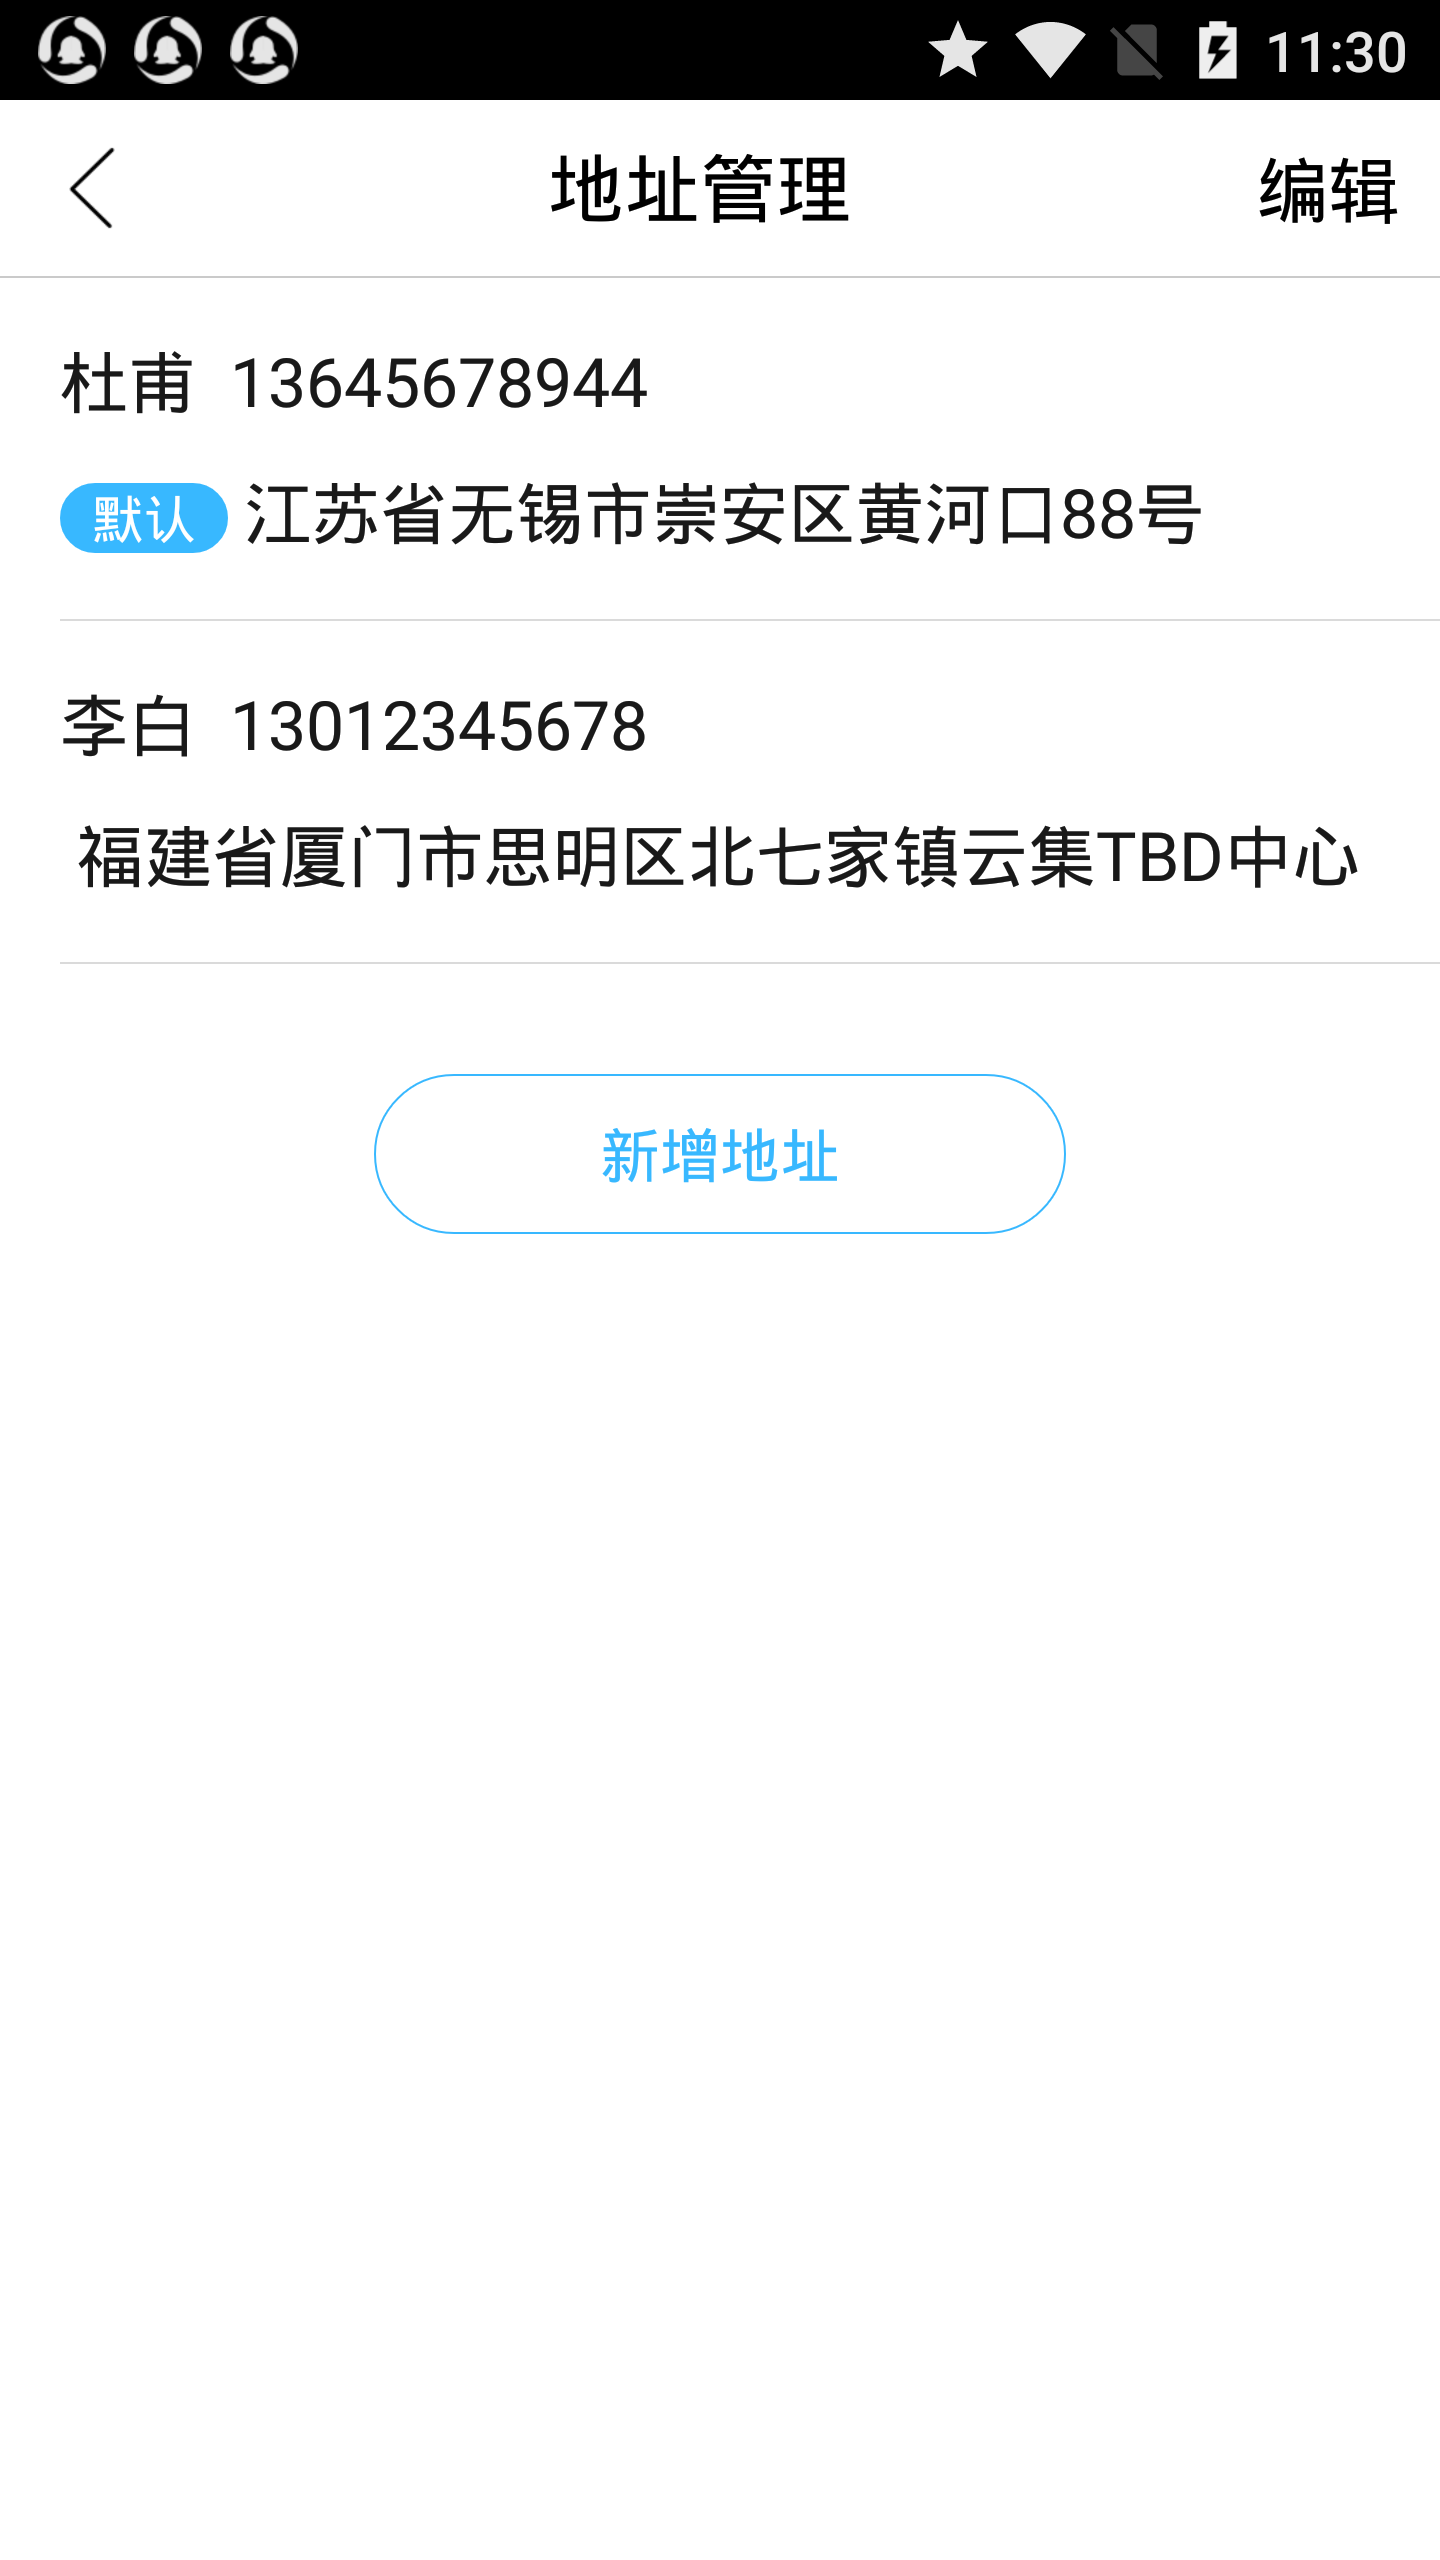 11:30
地址管理
编辑
杜甫 13645678944
默认 江苏省无锡市崇安区黄河口88号
李白 13012345678
福建省厦门市思明区北七家镇云集TBD中心
新增地址